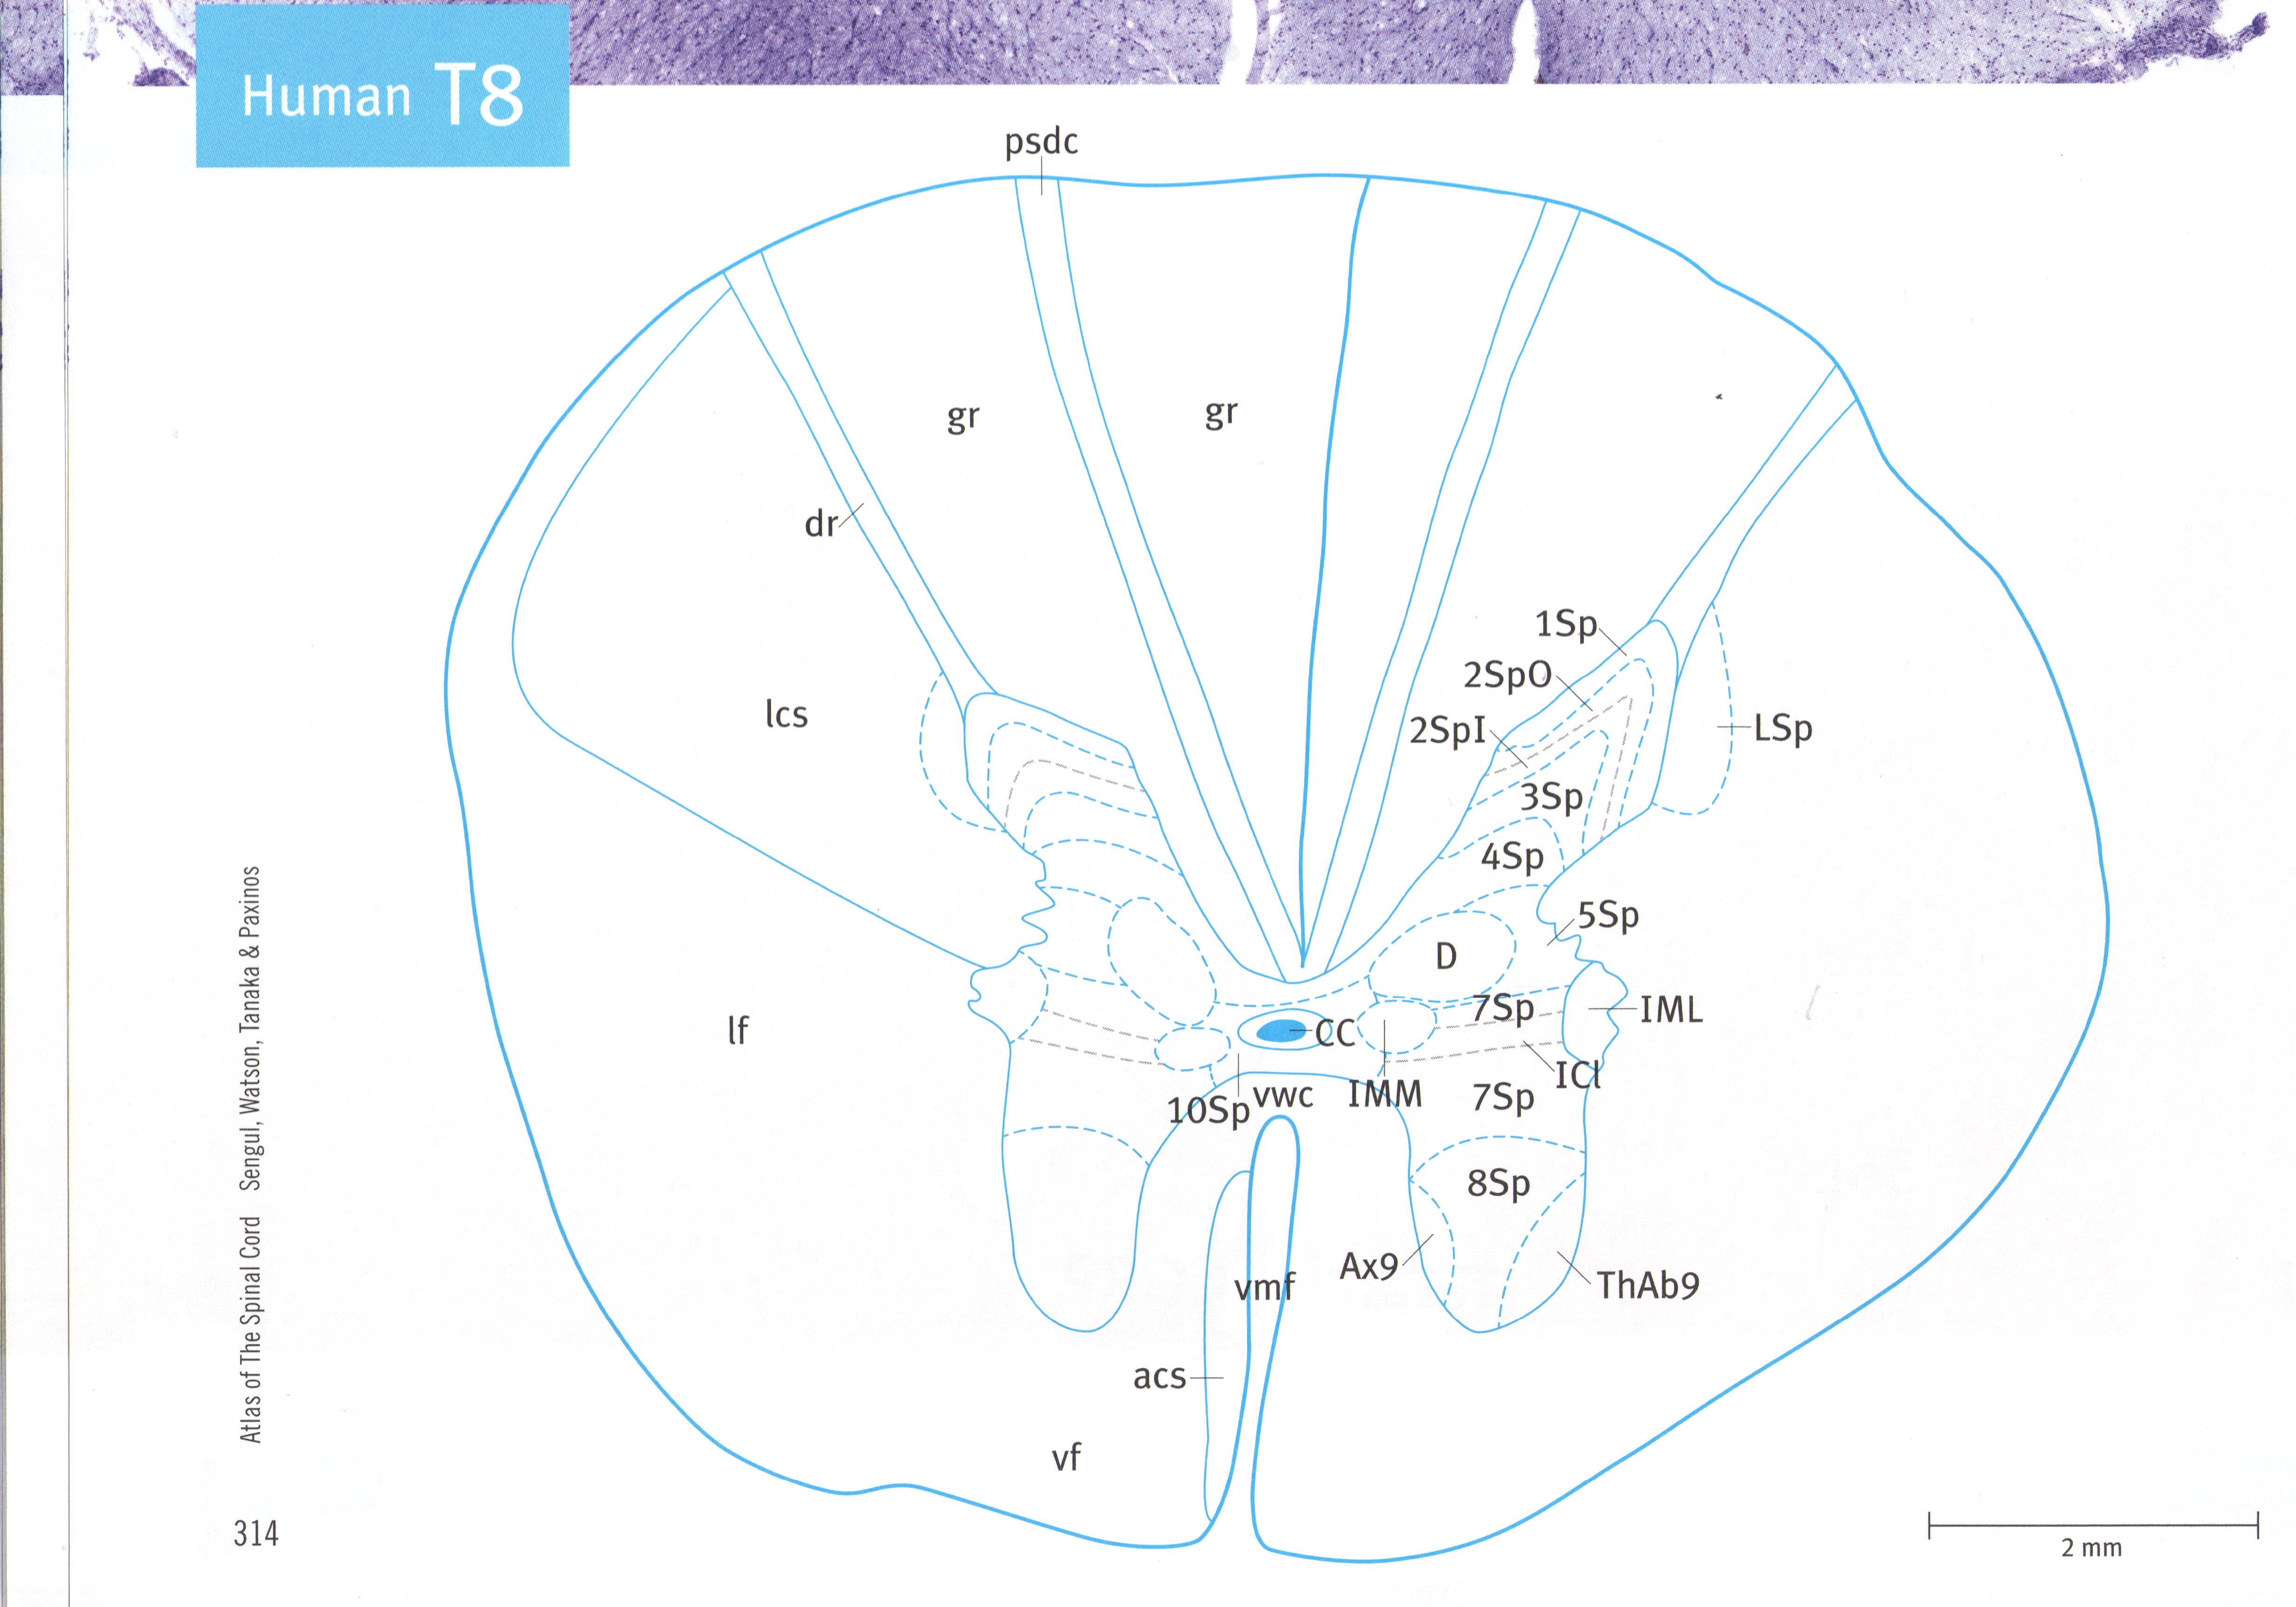 Human T8
psdc
gr
gr
dr
1Sp
2SpO
2SpI
lcs
LSp
3Sp
4Sp
5Sp
D
7Sp
IML
lf
CC
ICl
10Sp
vwc
IMM
7Sp
8Sp
Ax9
vmf
ThAb9
acs
vf
Atlas of The Spinal Cord Sengul, Watson, Tanaka & Paxinos
314
2 mm